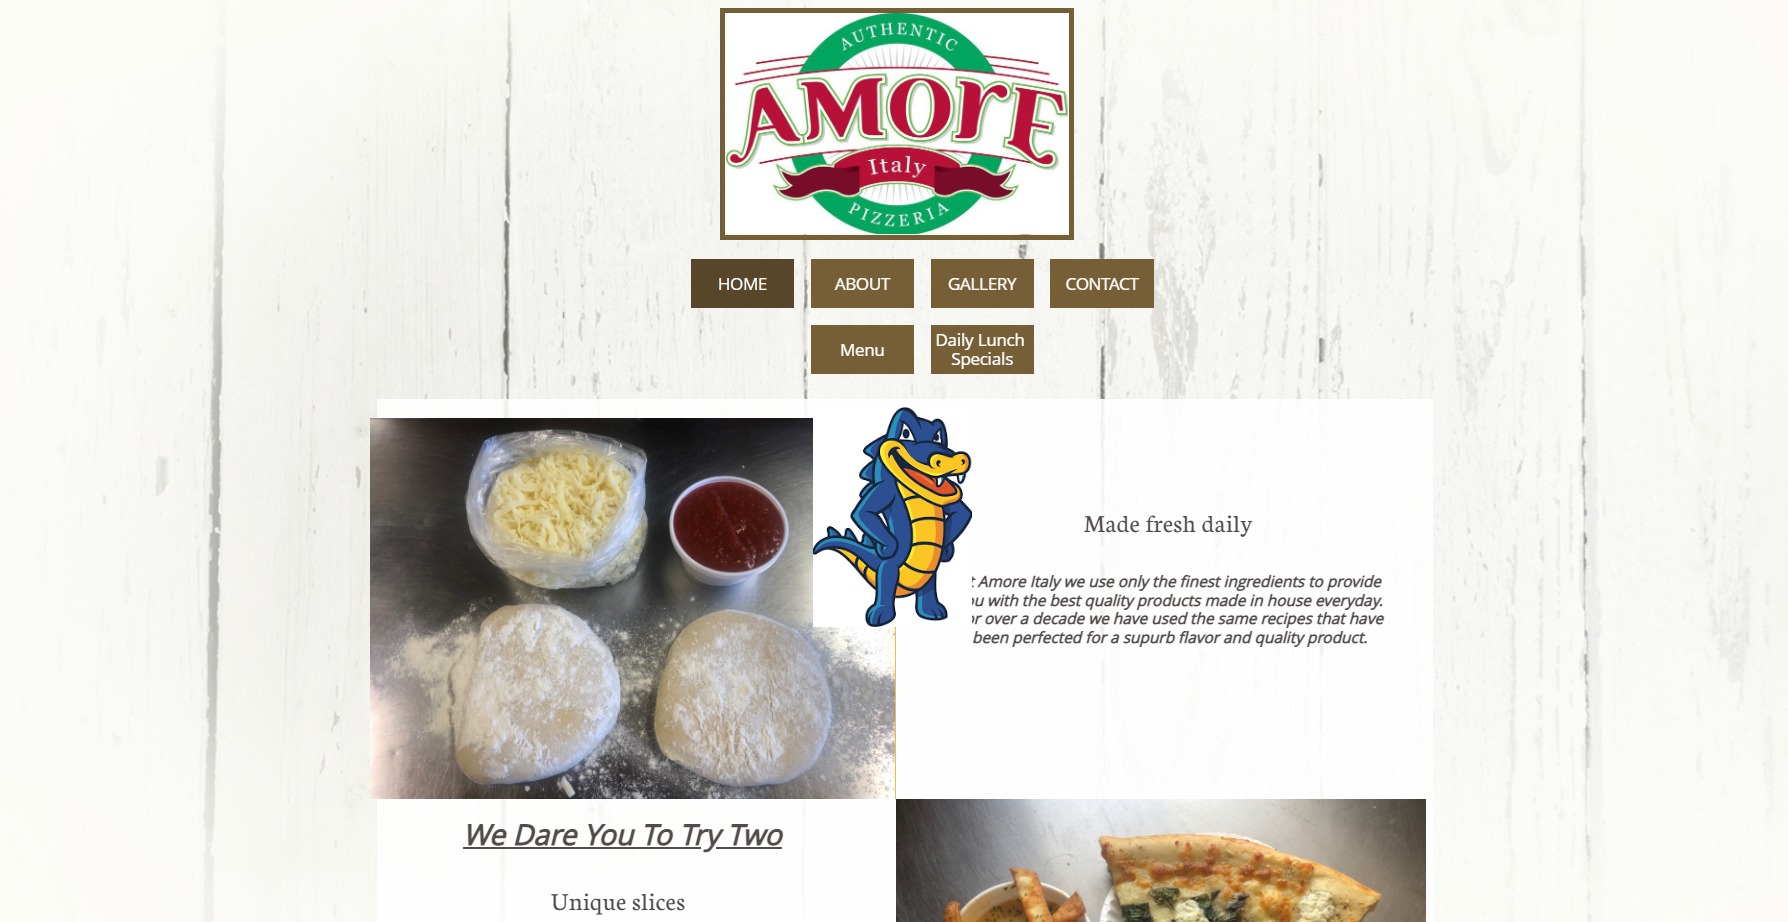 AUTHENTIC
AMORE
Italy
PIZZERIA
HOME
ABOUT
GALLERY
CONTACT
Menu
Daily Lunch
Specials
Made fresh daily
t Amore Italy we use only the finest ingredients to provide
ou with the best quality products made in house everyday.
or over a decade we have used the same recipes that have
been perfected for a supurb flavor and quality product.
We Dare You To Try Two
Unique slices